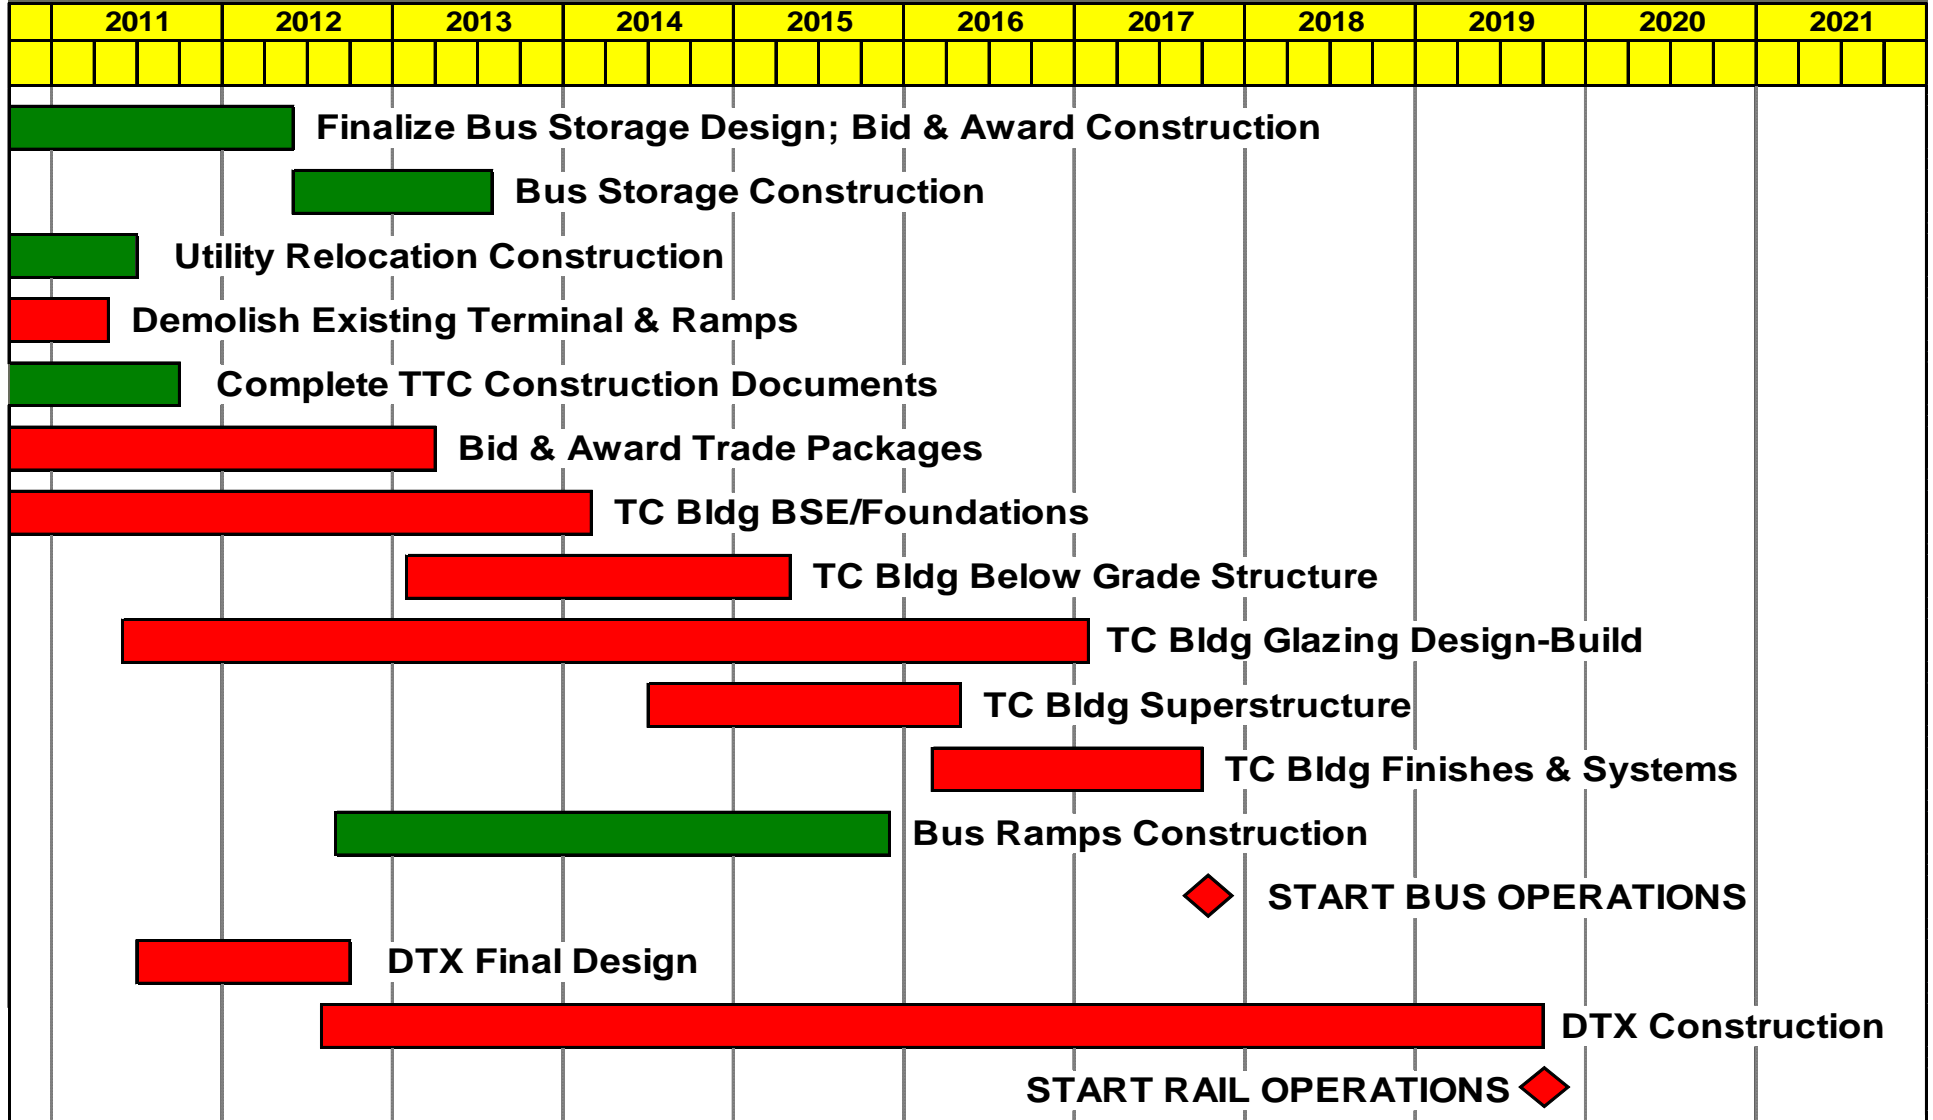 2011 2012 2013 2014 2015 2016 2017 2018 2019 2020 2021
Finalize Bus Storage Design; Bid & Award Construction
Bus Storage Construction
Utility Relocation Construction
Demolish Existing Terminal & Ramps
Complete TTC Construction Documents
Bid & Award Trade Packages
TC Bldg BSE/Foundations
TC Bldg Below Grade Structure
TC Bldg Glazing Design-Build
TC Bldg Superstructure
TC Bldg Finishes & Systems
Bus Ramps Construction
START BUS OPERATIONS
DTX Final Design
DTX Construction
START RAIL OPERATIONS